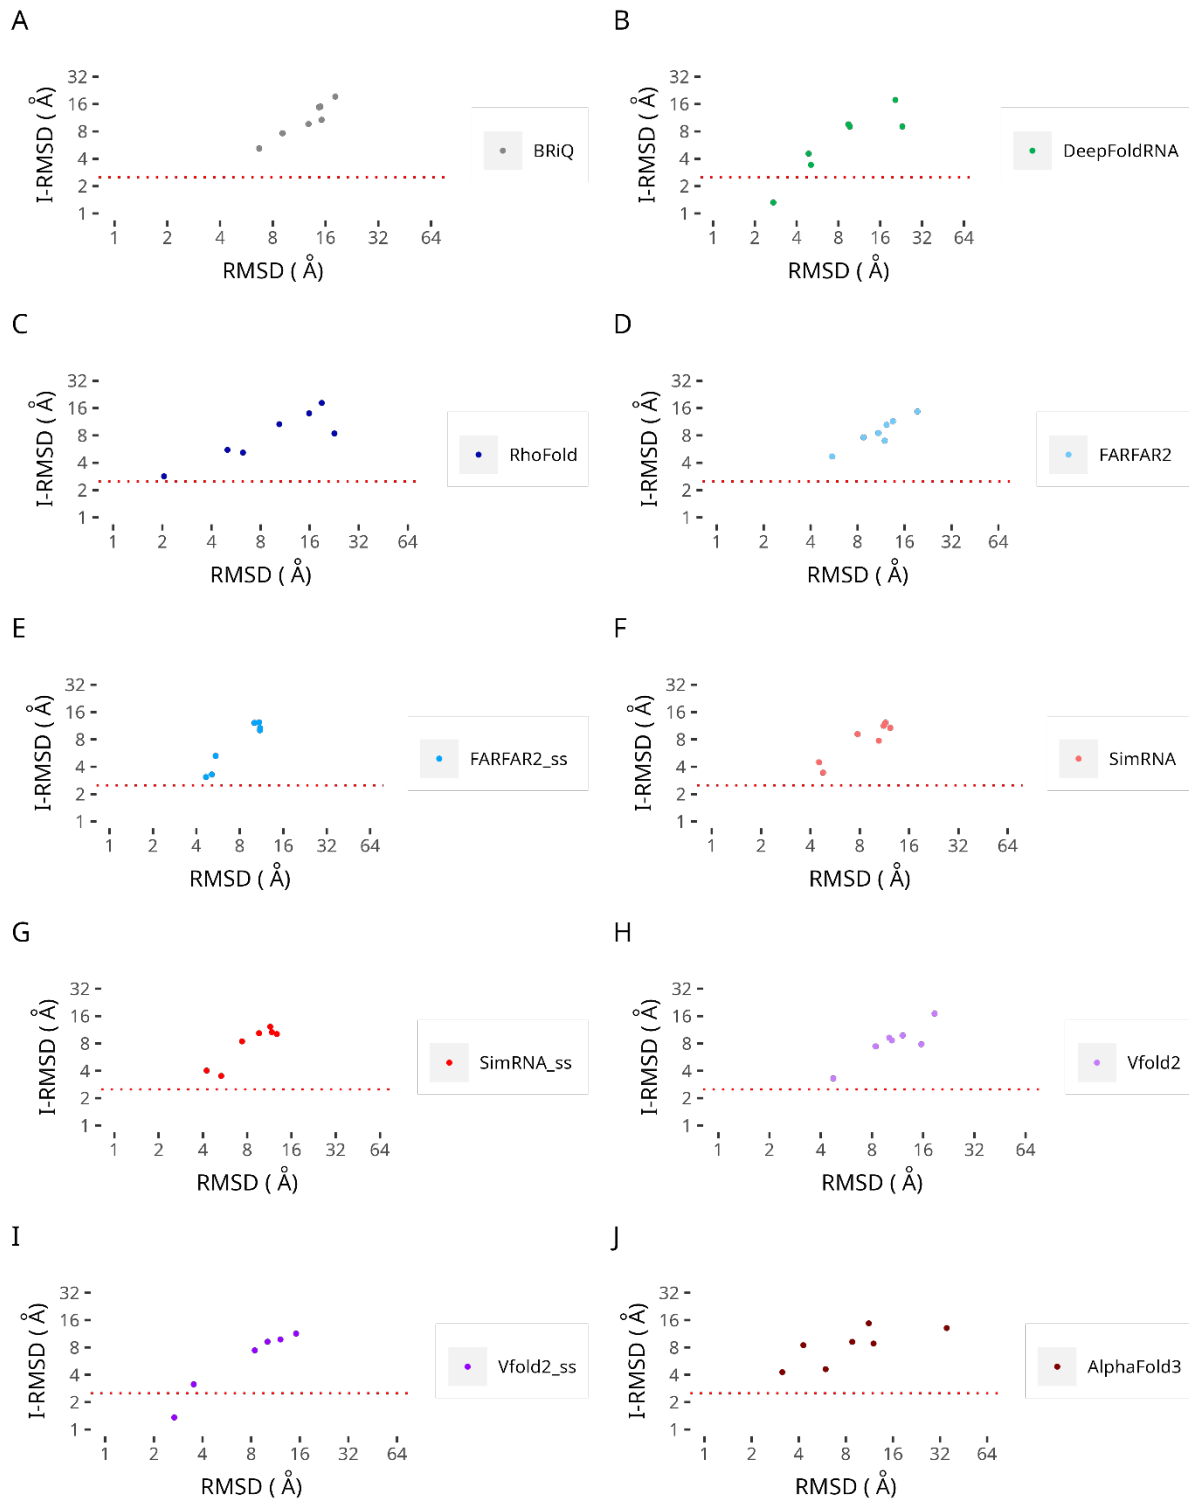 A
32
16
8
4
2
1
I-RMSD ( Å)
1 2 4 8 16 32 64
RMSD ( Å)
BRiQ
B
32
16
8
4
2
1
I-RMSD ( Å)
1 2 4 8 16 32 64
RMSD ( Å)
DeepFoldRNA
C
32
16
8
4
2
1
I-RMSD ( Å)
1 2 4 8 16 32 64
RMSD ( Å)
RhoFold
D
32
16
8
4
2
1
I-RMSD ( Å)
1 2 4 8 16 32 64
RMSD ( Å)
FARFAR2
E
32
16
8
4
2
1
I-RMSD ( Å)
1 2 4 8 16 32 64
RMSD ( Å)
FARFAR2_ss
F
32
16
8
4
2
1
I-RMSD ( Å)
1 2 4 8 16 32 64
RMSD ( Å)
SimRNA
G
32
16
8
4
2
1
I-RMSD ( Å)
1 2 4 8 16 32 64
RMSD ( Å)
SimRNA_ss
H
32
16
8
4
2
1
I-RMSD ( Å)
1 2 4 8 16 32 64
RMSD ( Å)
Vfold2
I
32
16
8
4
2
1
I-RMSD ( Å)
1 2 4 8 16 32 64
RMSD ( Å)
Vfold2_ss
J
32
16
8
4
2
1
I-RMSD ( Å)
1 2 4 8 16 32 64
RMSD ( Å)
AlphaFold3